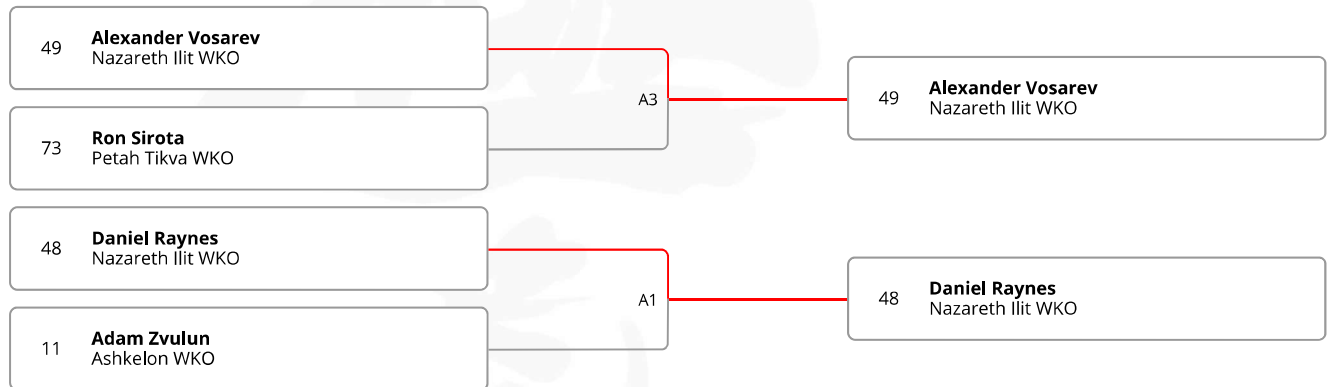 49
Alexander Vosarev
Nazareth Ilit WKO
73
Ron Sirota
Petah Tikva WKO
A3
49
Alexander Vosarev
Nazareth Ilit WKO
48
Daniel Raynes
Nazareth Ilit WKO
11
Adam Zvulun
Ashkelon WKO
A1
48
Daniel Raynes
Nazareth Ilit WKO